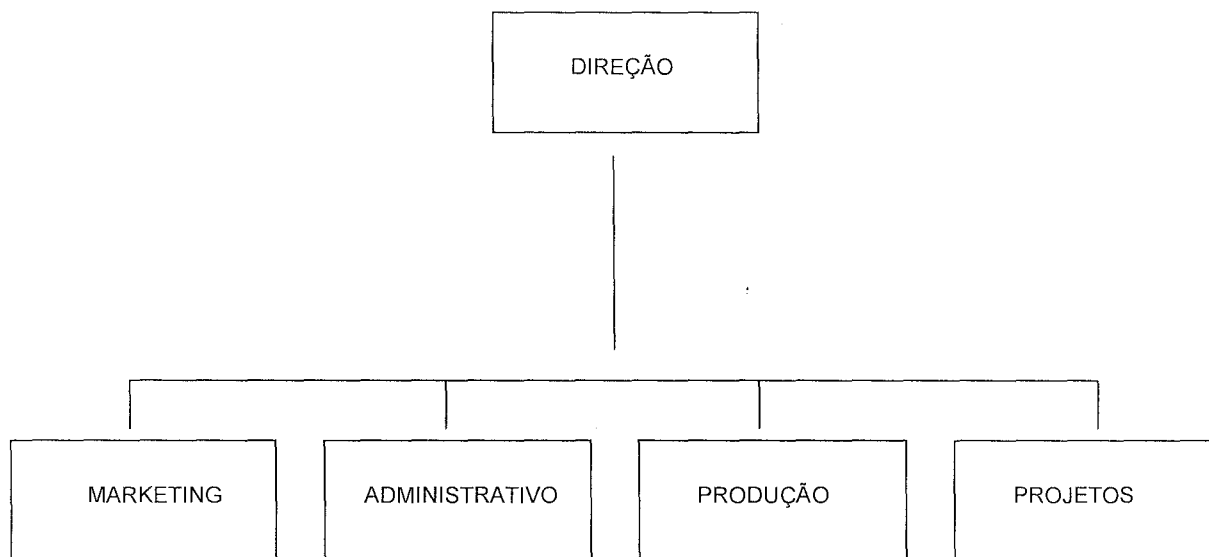 DIREÇÃO
MARKETING
ADMINISTRATIVO
PRODUÇÃO
PROJETOS